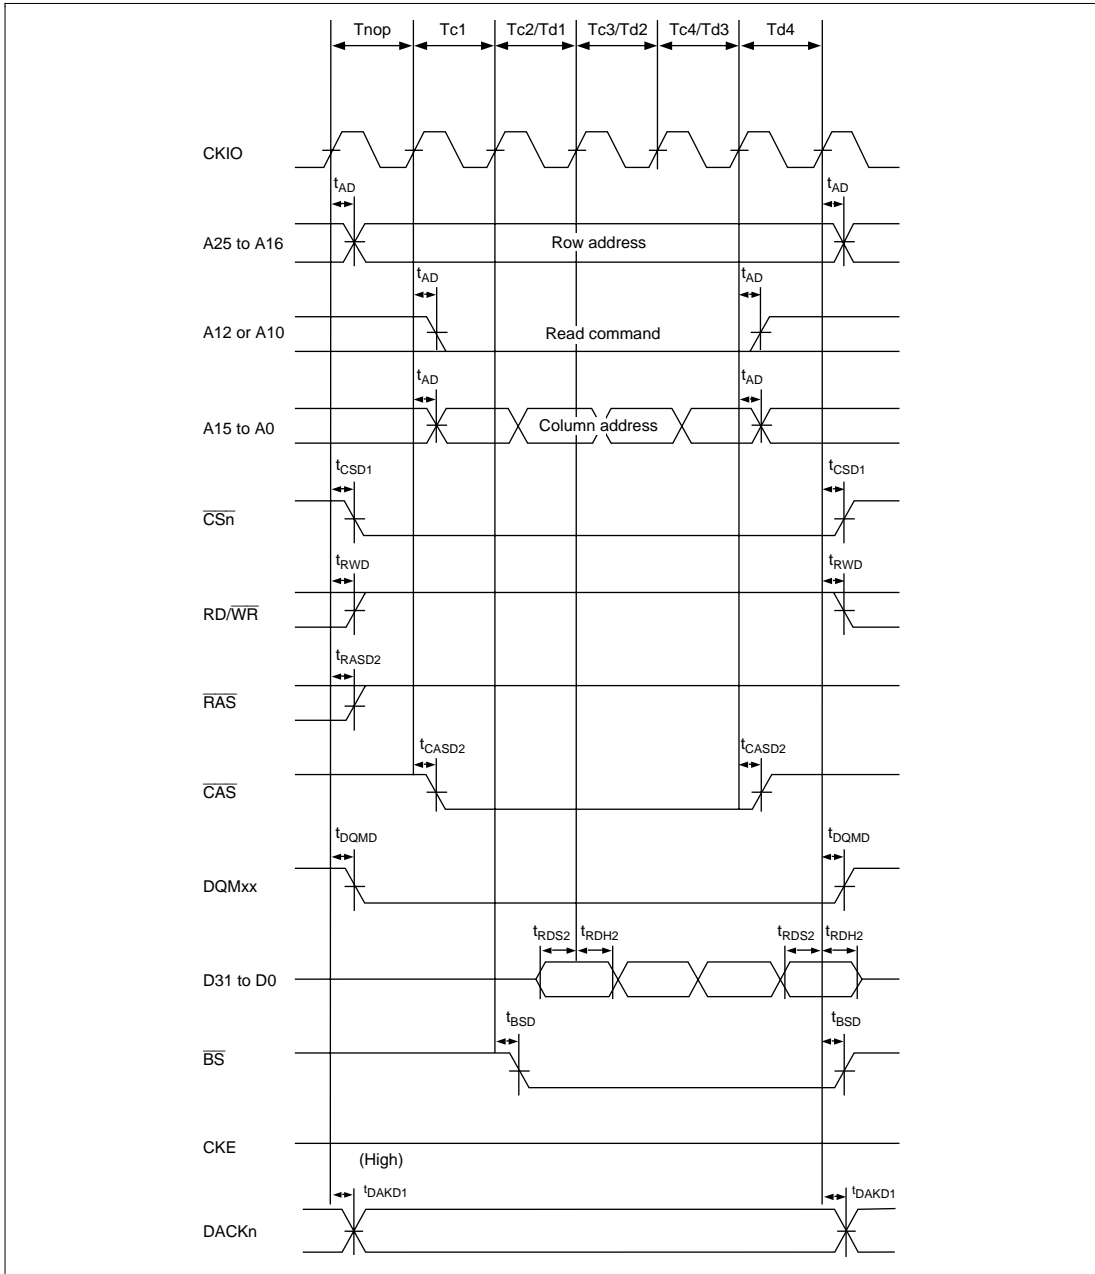 Tnop Tc1 Tc2/Td1 Tc3/Td2 Tc4/Td3 Td4
CKIO
tAD tAD
A25 to A16 Row address
tAD tAD
A12 or A10 Read command
tAD tAD
A15 to A0 Column address
tCSD1 tCSD1
CSn
tRWD tRWD
RD/WR
tRASD2
RAS
tCASD2 tCASD2
CAS
tDQMD tDQMD
DQMxx
tRDS2 tRDH2 tRDS2 tRDH2
D31 to D0
tBSD tBSD
BS
CKE
(High)
tDAKD1 tDAKD1
DACKn